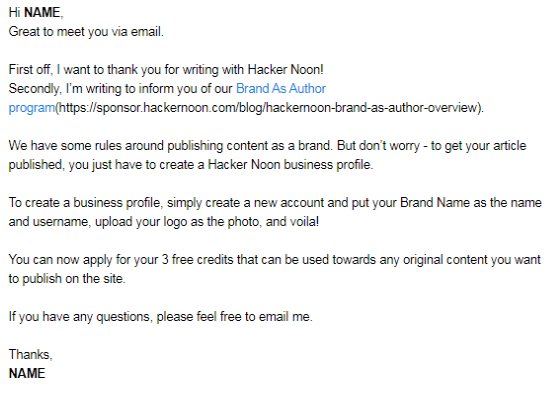 Hi NAME,
Great to meet you via email.
First off, I want to thank you for writing with Hacker Noon!
Secondly, I'm writing to inform you of our Brand As Author
program(https://sponsor.hackernoon.com/blog/hackernoon-brand-as-author-overview).
We have some rules around publishing content as a brand. But don't worry - to get your article
published, you just have to create a Hacker Noon business profile.
To create a business profile, simply create a new account and put your Brand Name as the name
and username, upload your logo as the photo, and voila!
You can now apply for your 3 free credits that can be used towards any original content you want
to publish on the site.
If you have any questions, please feel free to email me.
Thanks,
NAME